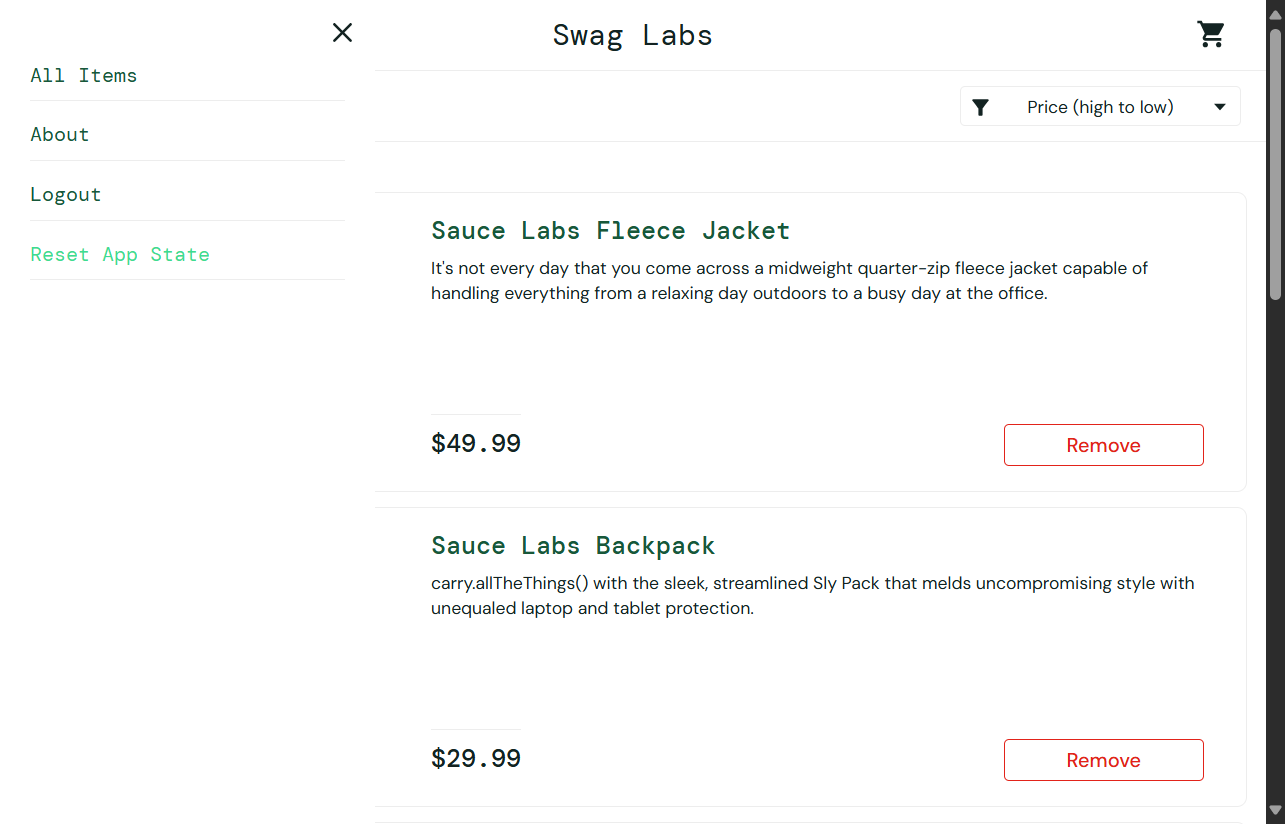 All Items
About
Logout
Reset App State
Swag Labs
Price (high to low)
Sauce Labs Fleece Jacket
It's not every day that you come across a midweight quarter-zip fleece jacket capable of
handling everything from a relaxing day outdoors to a busy day at the office.
$49.99
Remove
Sauce Labs Backpack
carry.allTheThings() with the sleek, streamlined Sly Pack that melds uncompromising style with
unequaled laptop and tablet protection.
$29.99
Remove